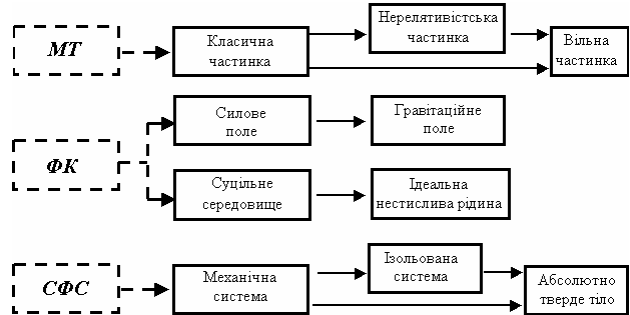 МТ
Класична
частинка
Нерелятивістська
частинка
Вільна
частинка
ФК
Силове
поле
Гравітаційне
поле
Суцільне
середовище
Ідеальна
нестислива рідина
СФС
Механічна
система
Ізольована
система
Абсолютно
тверде тіло